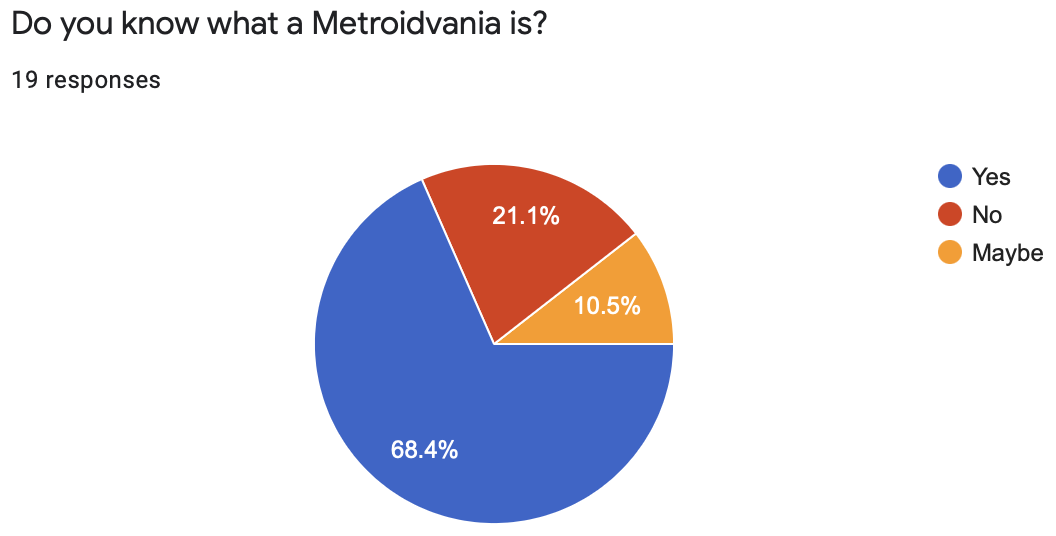 Do you know what a Metroidvania is?
19 responses
Yes
No
Maybe
21.1%
10.5%
68.4%